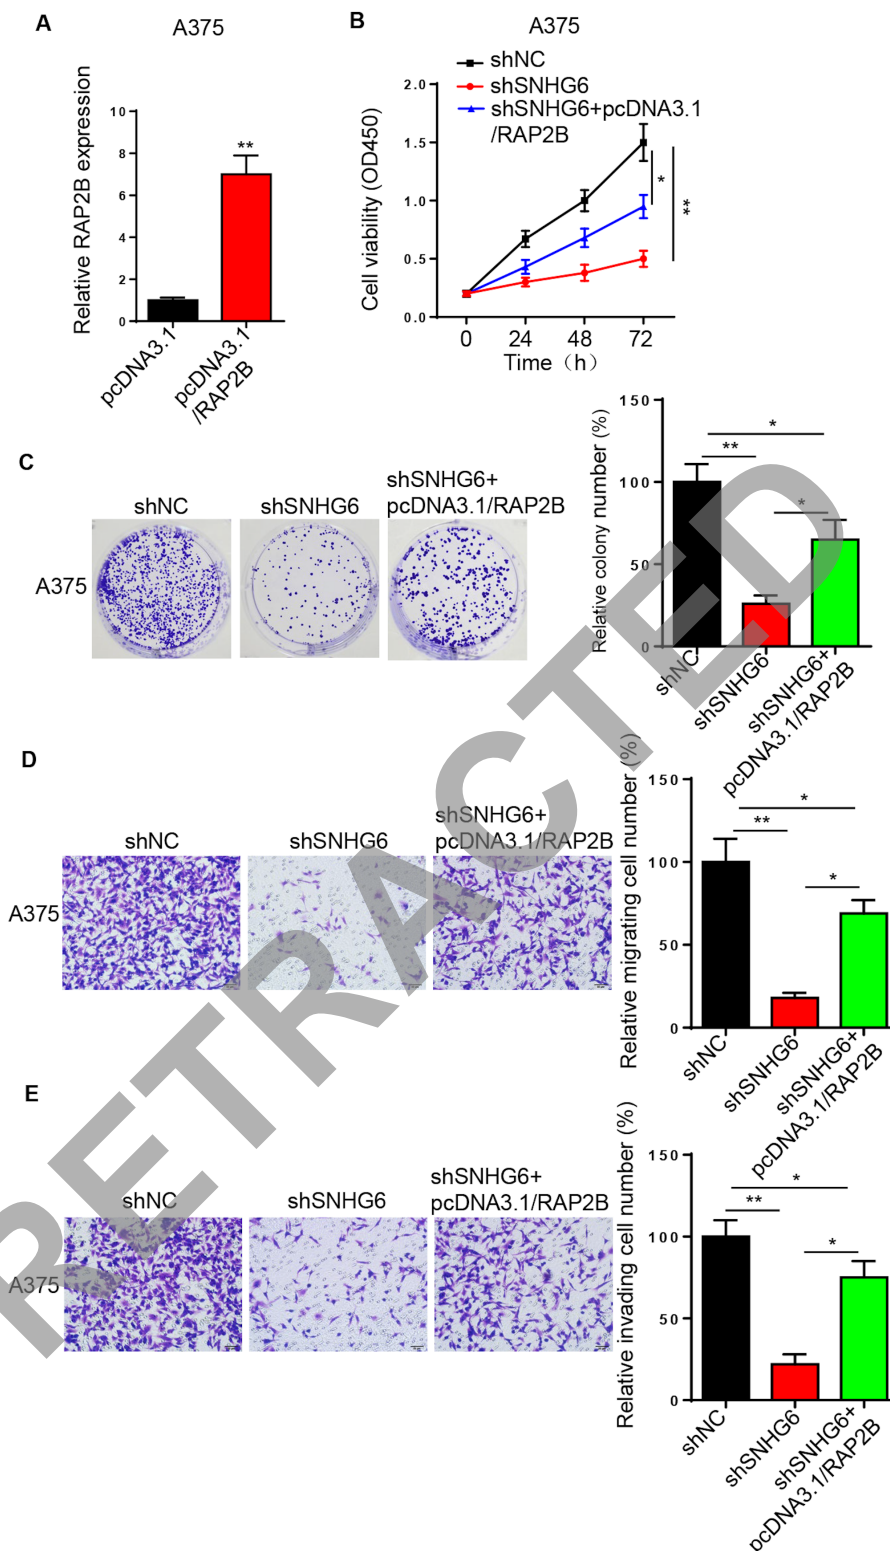 A
A375
Relative RAP2B expression
10
8
6
4
2
0
**
pcDNA3.1
pcDNA3.1
/RAP2B
B
A375
shNC
shSNHG6
shSNHG6+pcDNA3.1
/RAP2B
Cell viability (OD450)
2.0
1.5
1.0
0.5
0.0
*
**
0 24 48 72
Time（h）
C
shNC
shSNHG6
shSNHG6+
pcDNA3.1/RAP2B
A375
Relative colony number (%)
150
100
50
0
*
**
*
shNC
shSNHG6
shSNHG6+
pcDNA3.1/RAP2B
D
shNC
shSNHG6
shSNHG6+
pcDNA3.1/RAP2B
A375
Relative migrating cell number (%)
150
100
50
0
*
**
*
shNC
shSNHG6
shSNHG6+
pcDNA3.1/RAP2B
E
shNC
shSNHG6
shSNHG6+
pcDNA3.1/RAP2B
A375
Relative invading cell number (%)
150
100
50
0
*
**
*
shNC
shSNHG6
shSNHG6+
pcDNA3.1/RAP2B
RETRACTED